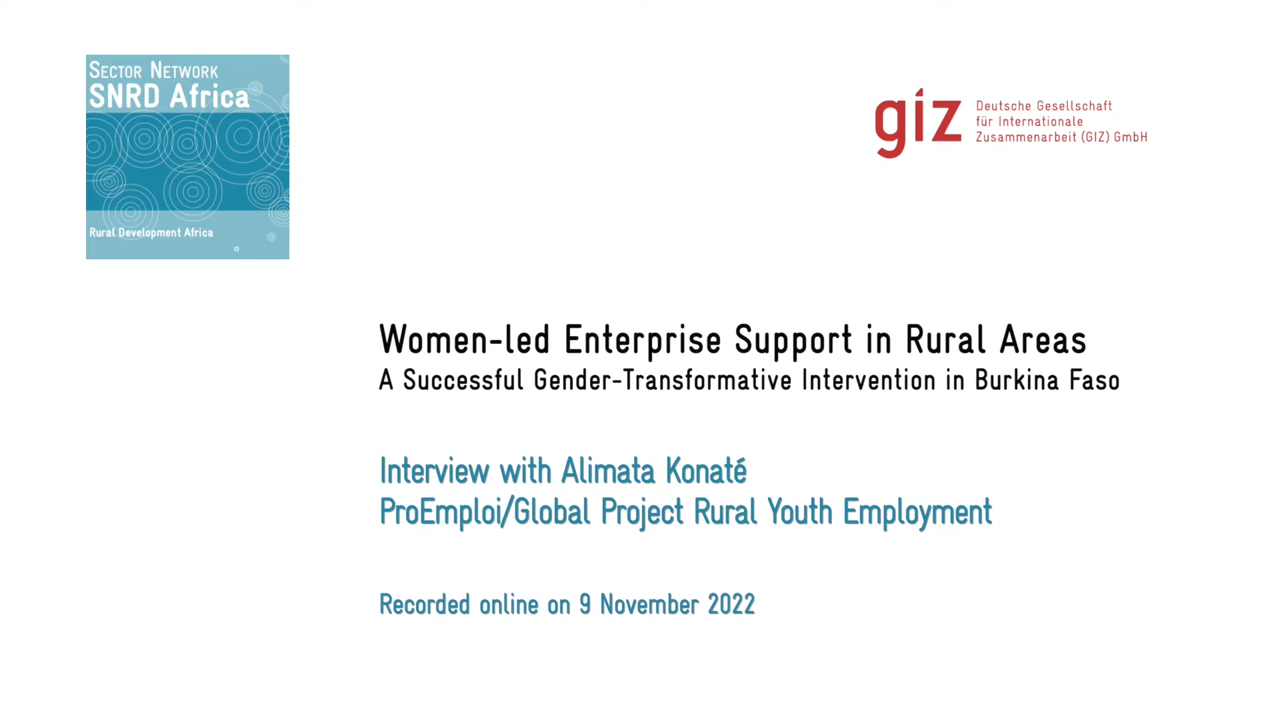 SECTOR NETWORK
SNRD Africa
Rural Development Africa
giz
Deutsche Gesellschaft
für Internationale
Zusammenarbeit (GIZ) GmbH
Women-led Enterprise Support in Rural Areas
A Successful Gender-Transformative Intervention in Burkina Faso
Interview with Alimata Konaté
ProEmploi/Global Project Rural Youth Employment
Recorded online on 9 November 2022